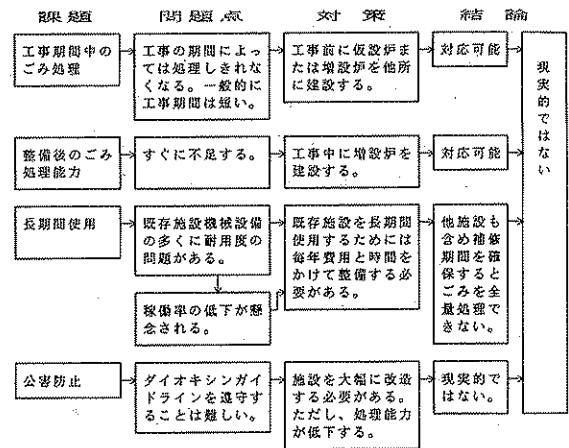 課題 問題点 対策 結論
工事期間中の
ごみ処理
工事の期間によっ
ては処理しきれなく
なる。一般的に
工事期間は短い。
工事前に仮設炉ま
たは増設炉を他所
に建設する。
対応可能
整備後のごみ
処理能力
すぐに不足する。
工事中に増設炉を
建設する。
対応可能
長期間使用
既存施設機械設備
の多くに耐用度の
問題がある。
稼働率の低下が懸
念される。
既存施設を長期間
使用するためには
毎年費用と時間を
かけて整備する必
要がある。
他施設も
含め補修
期間を確
保すると
ごみを全
量処理で
きない。
公害防止
ダイオキシンガイ
ドラインを遵守す
ることは難しい。
施設を大幅に改造
する必要がある。
ただし、処理能力
が低下する。
現実的で
はない。
現実的ではない